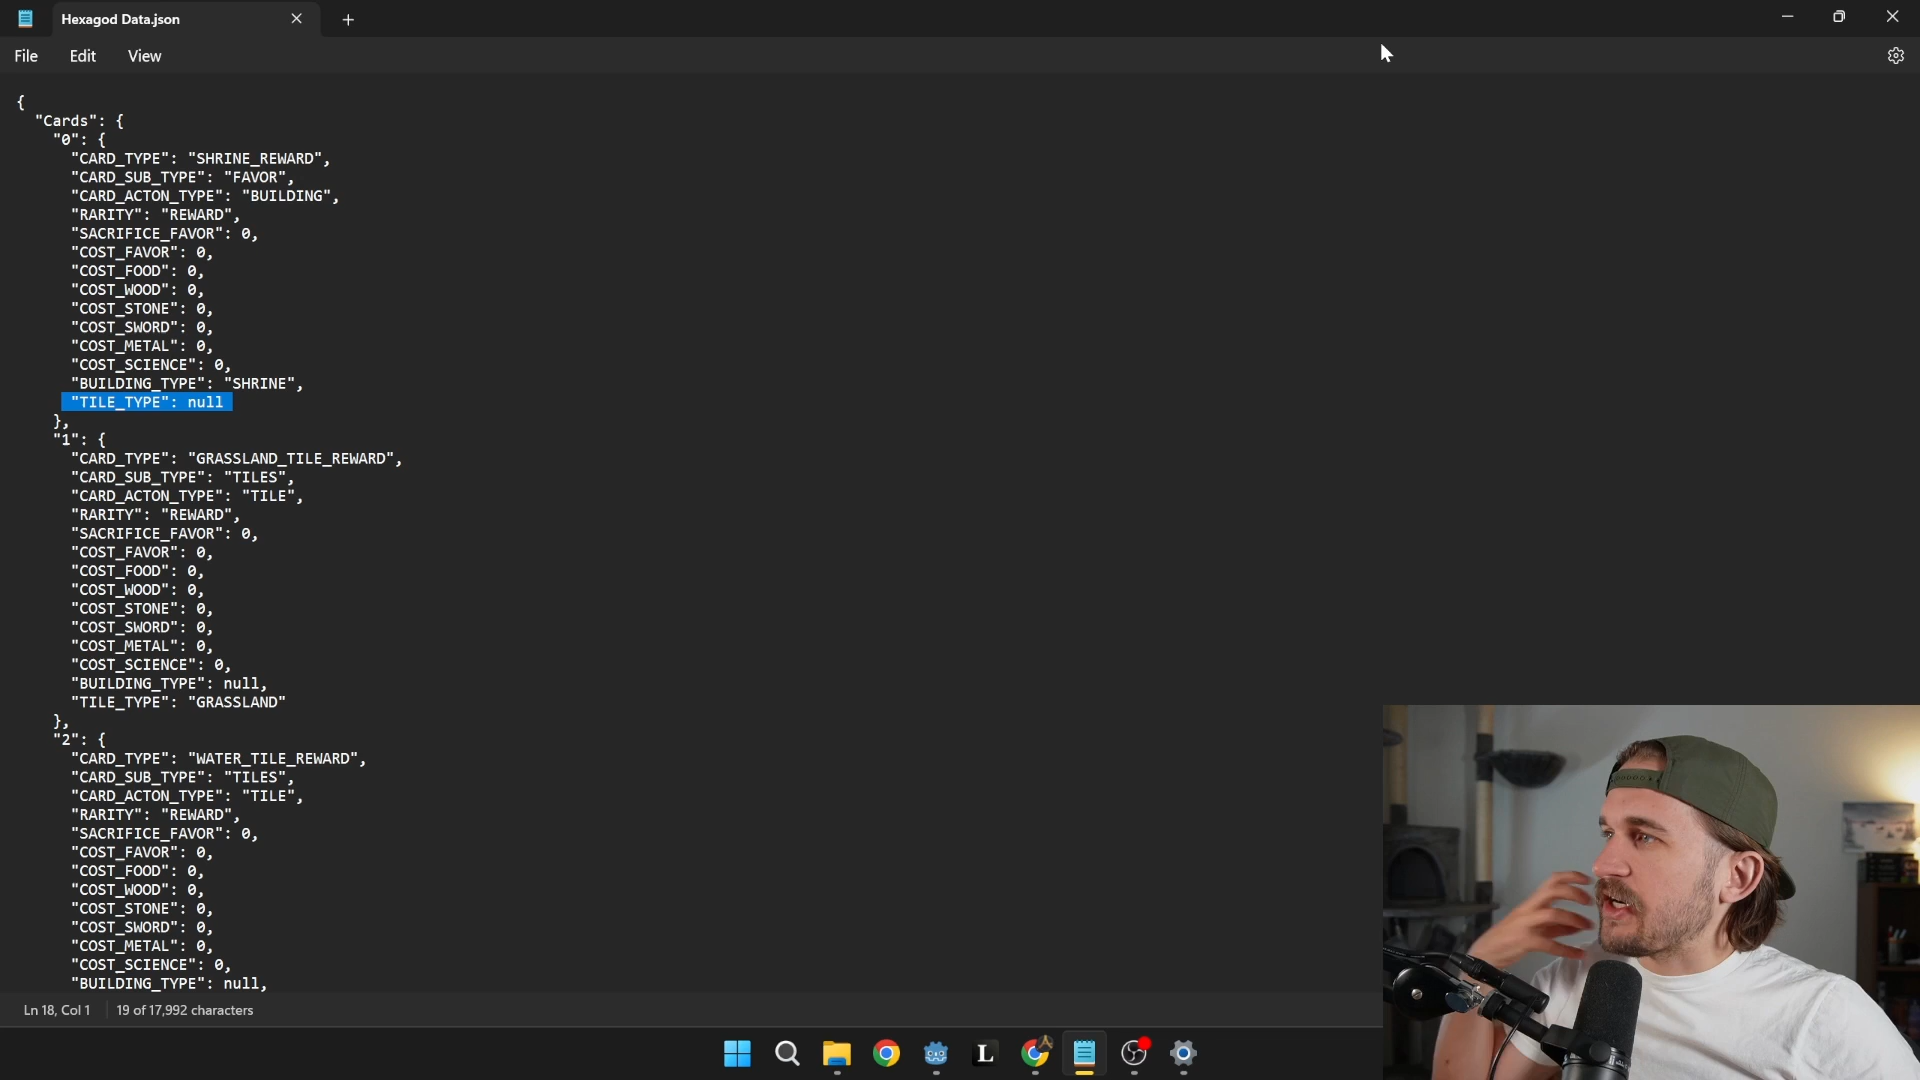 Hexagod Data.json
File Edit View
{
"Cards": {
"0": {
"CARD_TYPE": "SHRINE_REWARD",
"CARD_SUB_TYPE": "FAVOR",
"CARD_ACTON_TYPE": "BUILDING",
"RARITY": "REWARD",
"SACRIFICE_FAVOR": 0,
"COST_FAVOR": 0,
"COST_FOOD": 0,
"COST_WOOD": 0,
"COST_STONE": 0,
"COST_SWORD": 0,
"COST_METAL": 0,
"COST_SCIENCE": 0,
"BUILDING_TYPE": "SHRINE",
"TILE_TYPE": null
},
"1": {
"CARD_TYPE": "GRASSLAND_TILE_REWARD",
"CARD_SUB_TYPE": "TILES",
"CARD_ACTON_TYPE": "TILE",
"RARITY": "REWARD",
"SACRIFICE_FAVOR": 0,
"COST_FAVOR": 0,
"COST_FOOD": 0,
"COST_WOOD": 0,
"COST_STONE": 0,
"COST_SWORD": 0,
"COST_METAL": 0,
"COST_SCIENCE": 0,
"BUILDING_TYPE": null,
"TILE_TYPE": "GRASSLAND"
},
"2": {
"CARD_TYPE": "WATER_TILE_REWARD",
"CARD_SUB_TYPE": "TILES",
"CARD_ACTON_TYPE": "TILE",
"RARITY": "REWARD",
"SACRIFICE_FAVOR": 0,
"COST_FAVOR": 0,
"COST_FOOD": 0,
"COST_WOOD": 0,
"COST_STONE": 0,
"COST_SWORD": 0,
"COST_METAL": 0,
"COST_SCIENCE": 0,
"BUILDING_TYPE": null,
Ln 18, Col 1 19 of 17,992 characters
L